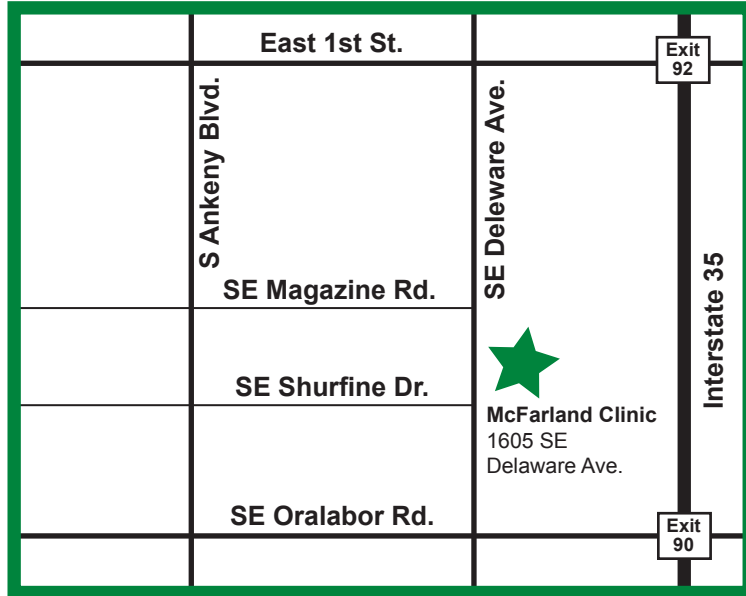 East 1st St.
Exit
92
S Ankeny Blvd.
SE Deleware Ave.
Interstate 35
SE Magazine Rd.
SE Shurfine Dr.
McFarland Clinic
1605 SE
Delaware Ave.
SE Oralabor Rd.
Exit
90